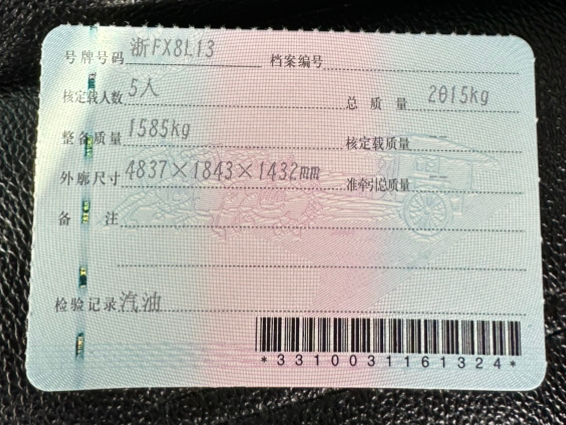 号牌号码 浙FX8L13 档案编号
核定载人数 5人 总质量 2015kg
整备质量 1585kg 核定载质量
外廓尺寸 4837×1843×1432mm 准牵引总质量
备注
检验记录 汽油
*3310031161324*